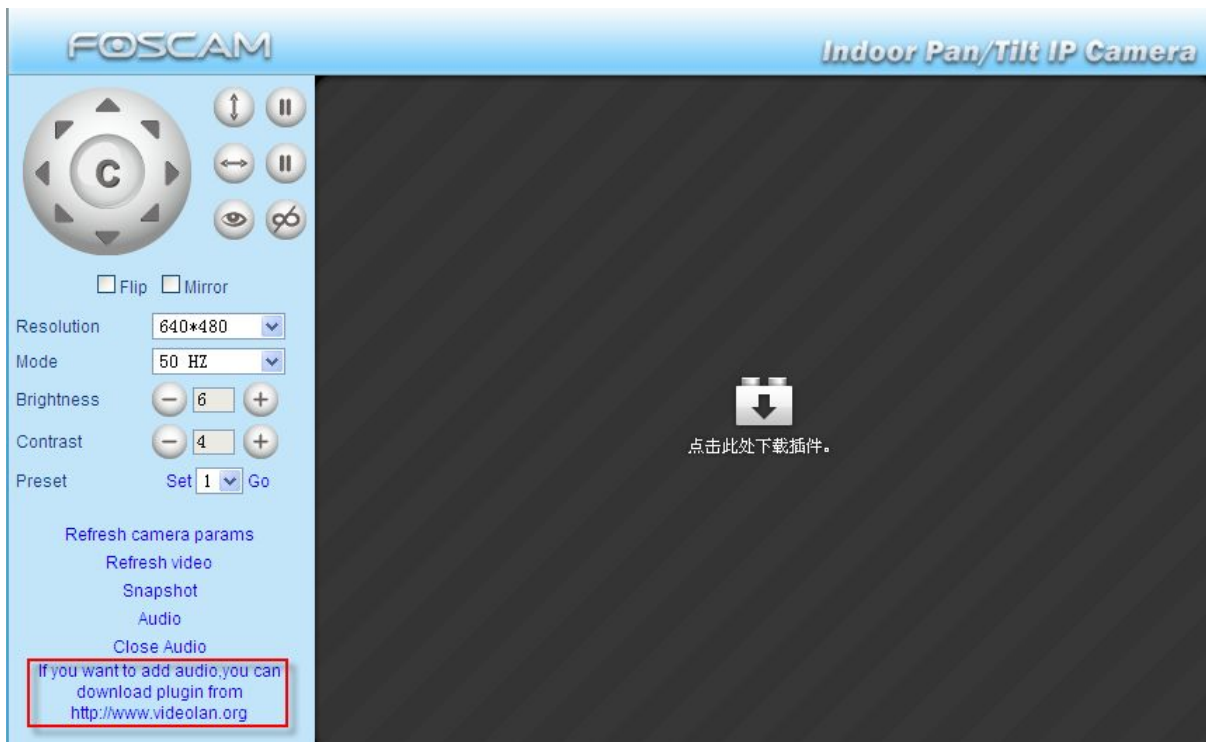 FOSCAM
Indoor Pan/Tilt IP Camera
C
Flip Mirror
Resolution 640*480
Mode 50 HZ
Brightness 6
Contrast 4
Preset Set 1 Go
Refresh camera params
Refresh video
Snapshot
Audio
Close Audio
If you want to add audio,you can
download plugin from
http://www.videolan.org
点击此处下载插件。